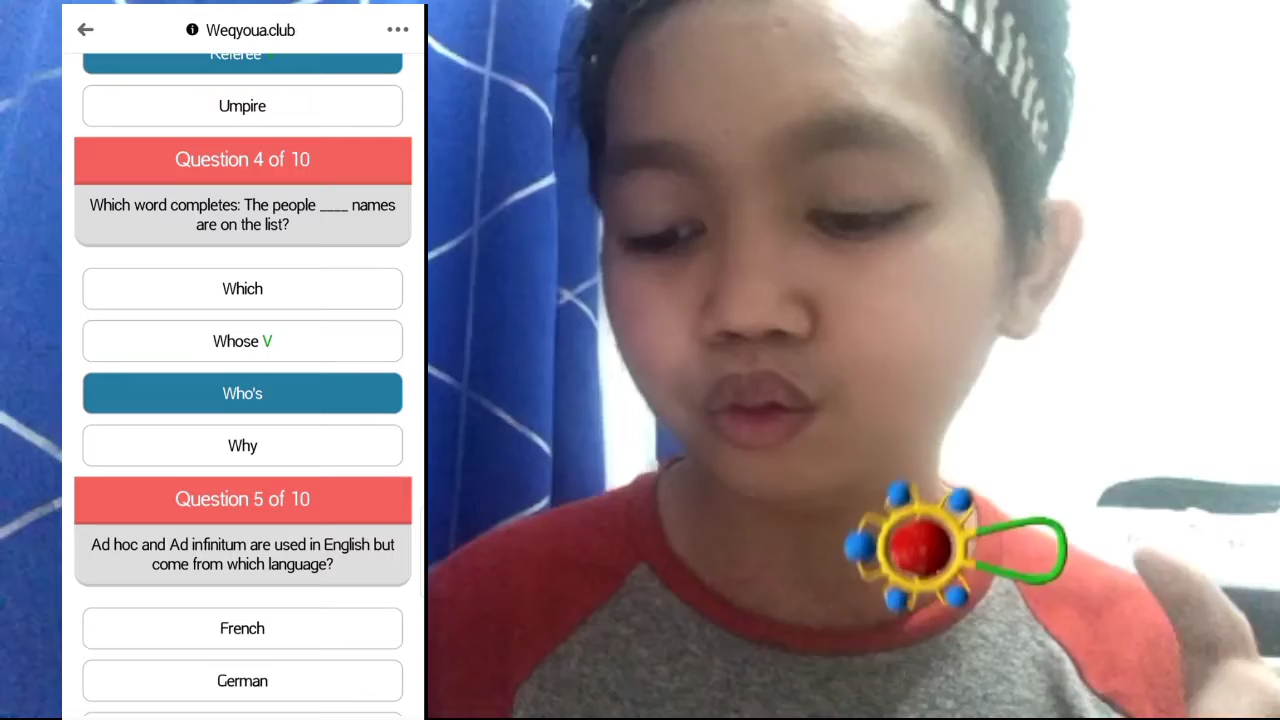 Weqyoua.club
Referee
Umpire
Question 4 of 10
Which word completes: The people ____ names
are on the list?
Which
Whose V
Who's
Why
Question 5 of 10
Ad hoc and Ad infinitum are used in English but
come from which language?
French
German